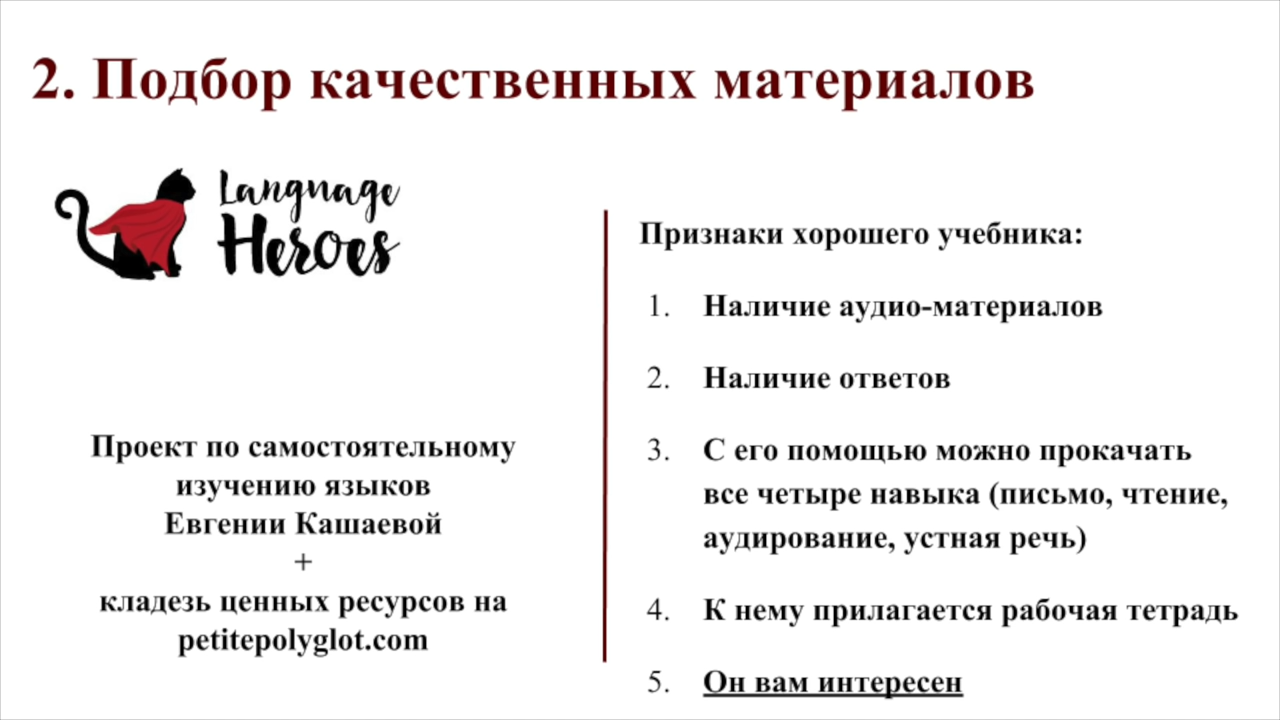 2. Подбор качественных материалов
Language
Heroes
Проект по самостоятельному
изучению языков
Евгении Кашаевой
+
кладезь ценных ресурсов на
petitepolyglot.com
Признаки хорошего учебника:
1. Наличие аудио-материалов
2. Наличие ответов
3. С его помощью можно прокачать
все четыре навыка (письмо, чтение,
аудирование, устная речь)
4. К нему прилагается рабочая тетрадь
5. Он вам интересен